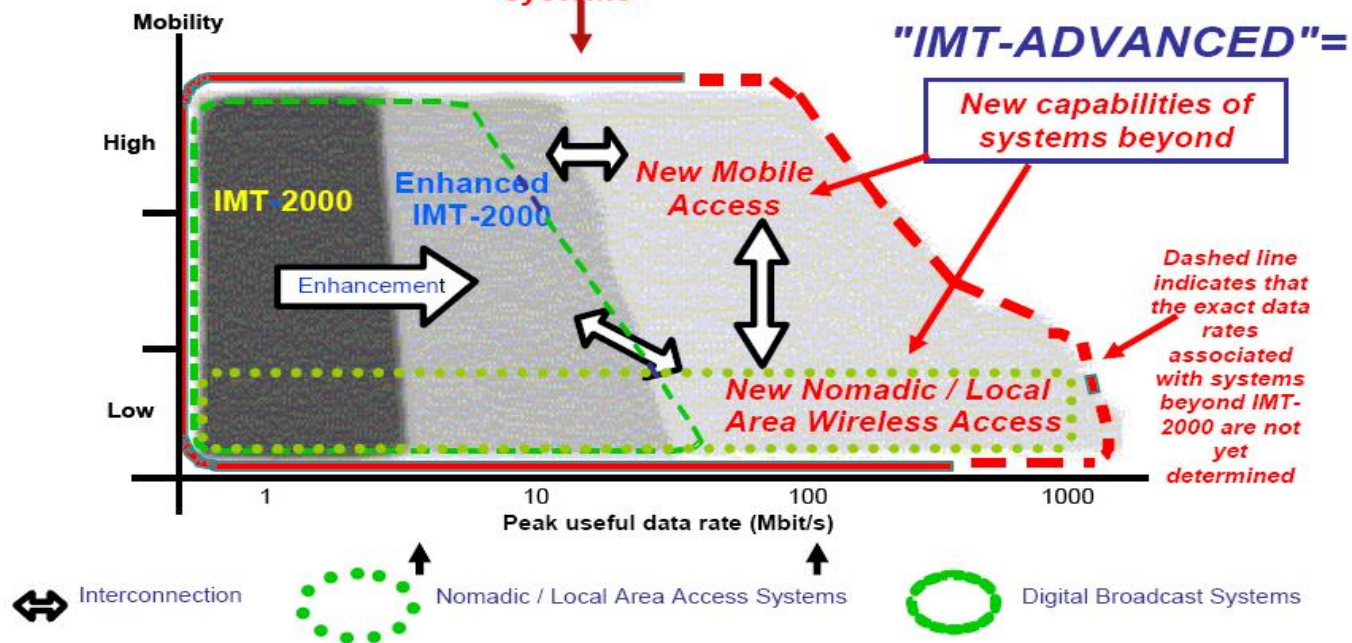 systems
Mobility
"IMT-ADVANCED"=
New capabilities of
systems beyond
High
IMT-2000
Enhanced
IMT-2000
New Mobile
Access
Enhancement
Dashed line
indicates that
the exact data
rates
associated
with systems
beyond IMT-
2000 are not
yet
determined
New Nomadic / Local
Area Wireless Access
Low
1
10
100
1000
Peak useful data rate (Mbit/s)
Interconnection
Nomadic / Local Area Access Systems
Digital Broadcast Systems